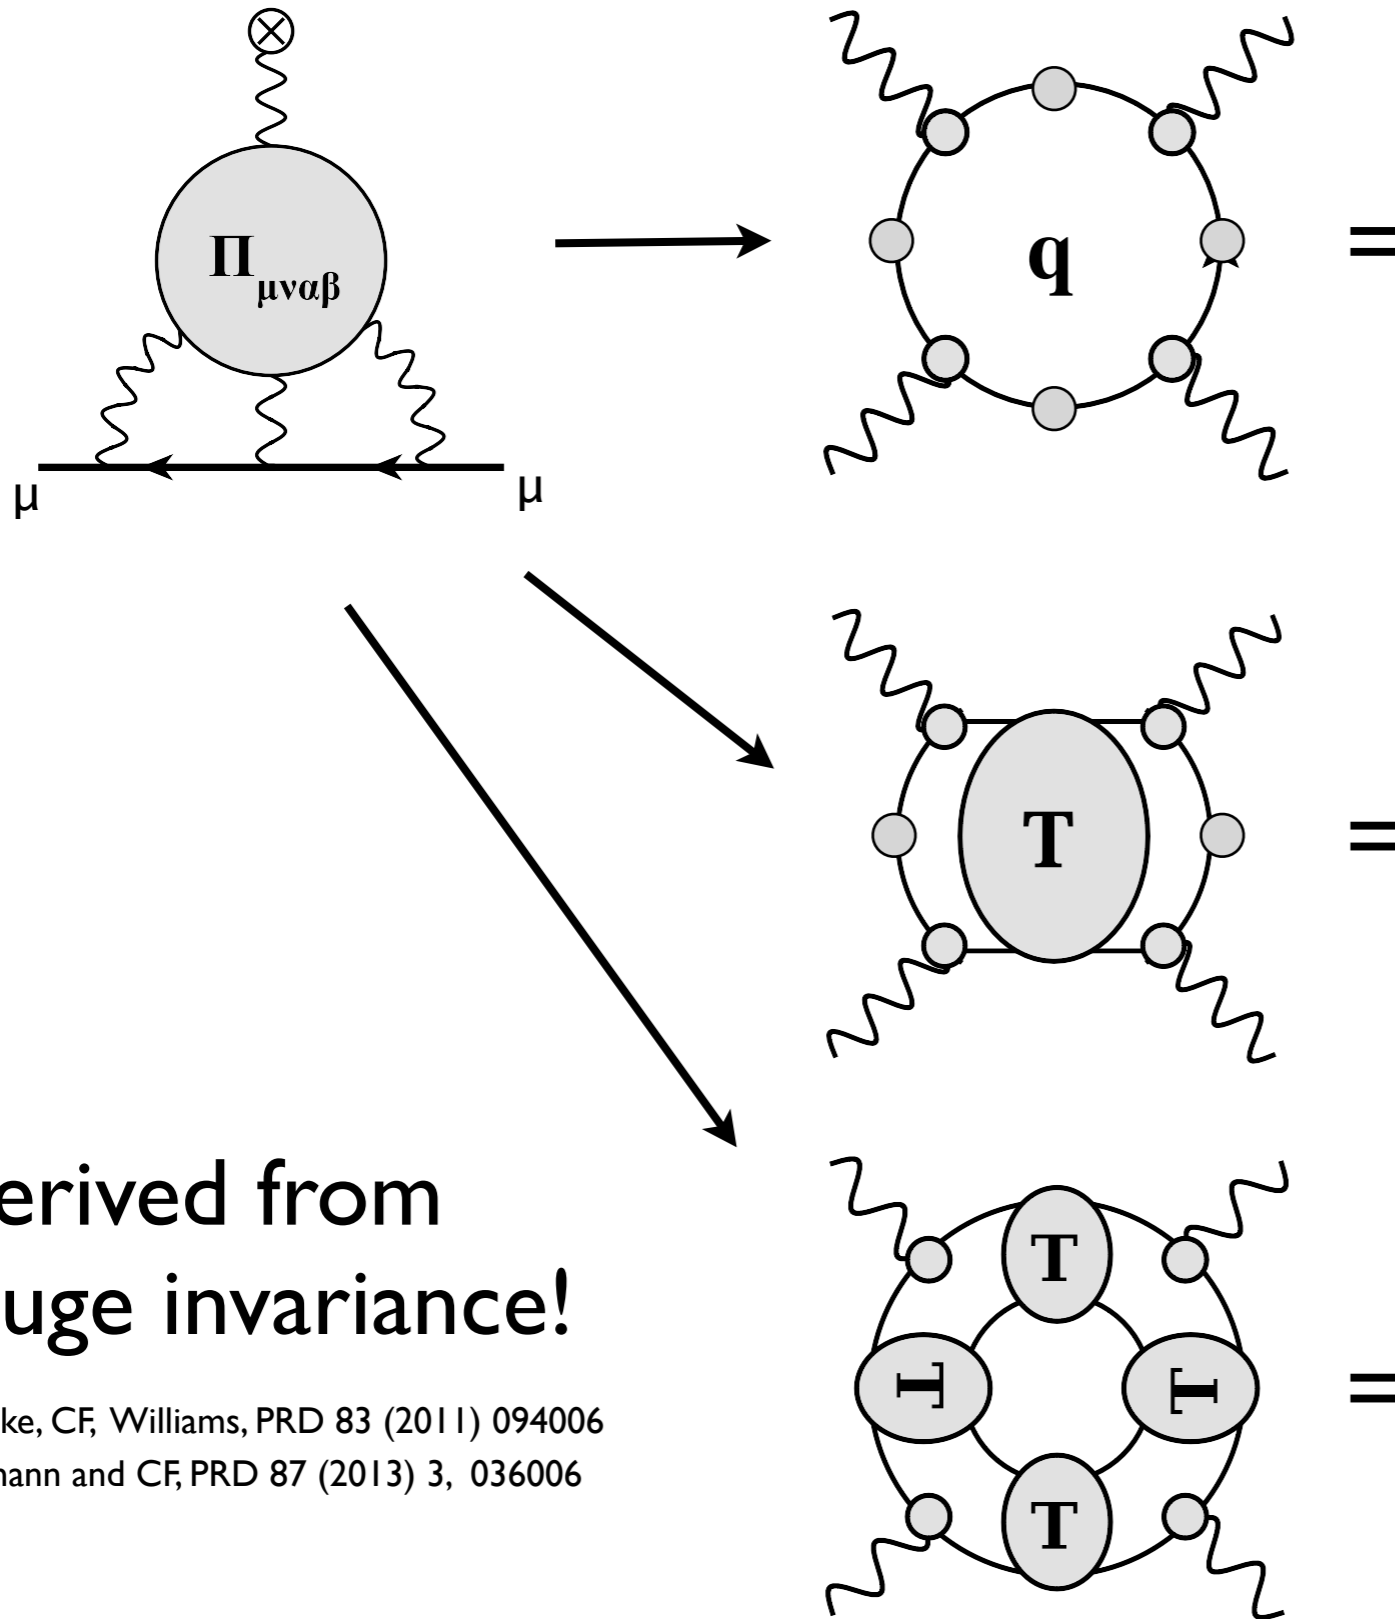 Π μναβ
q
=
μ
μ
T
=
erived from
T
uge invariance!
T
T
=
ke, CF, Williams, PRD 83 (2011) 094006
nann and CF, PRD 87 (2013) 3, 036006
T